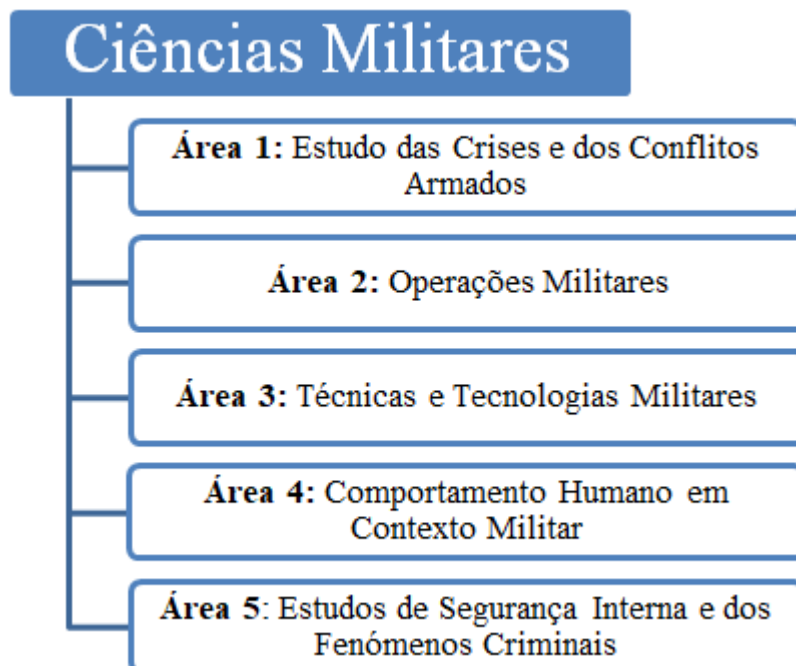 Ciências Militares
Área 1: Estudo das Crises e dos Conflitos
Armados
Área 2: Operações Militares
Área 3: Técnicas e Tecnologias Militares
Área 4: Comportamento Humano em
Contexto Militar
Área 5: Estudos de Segurança Interna e dos
Fenómenos Criminais